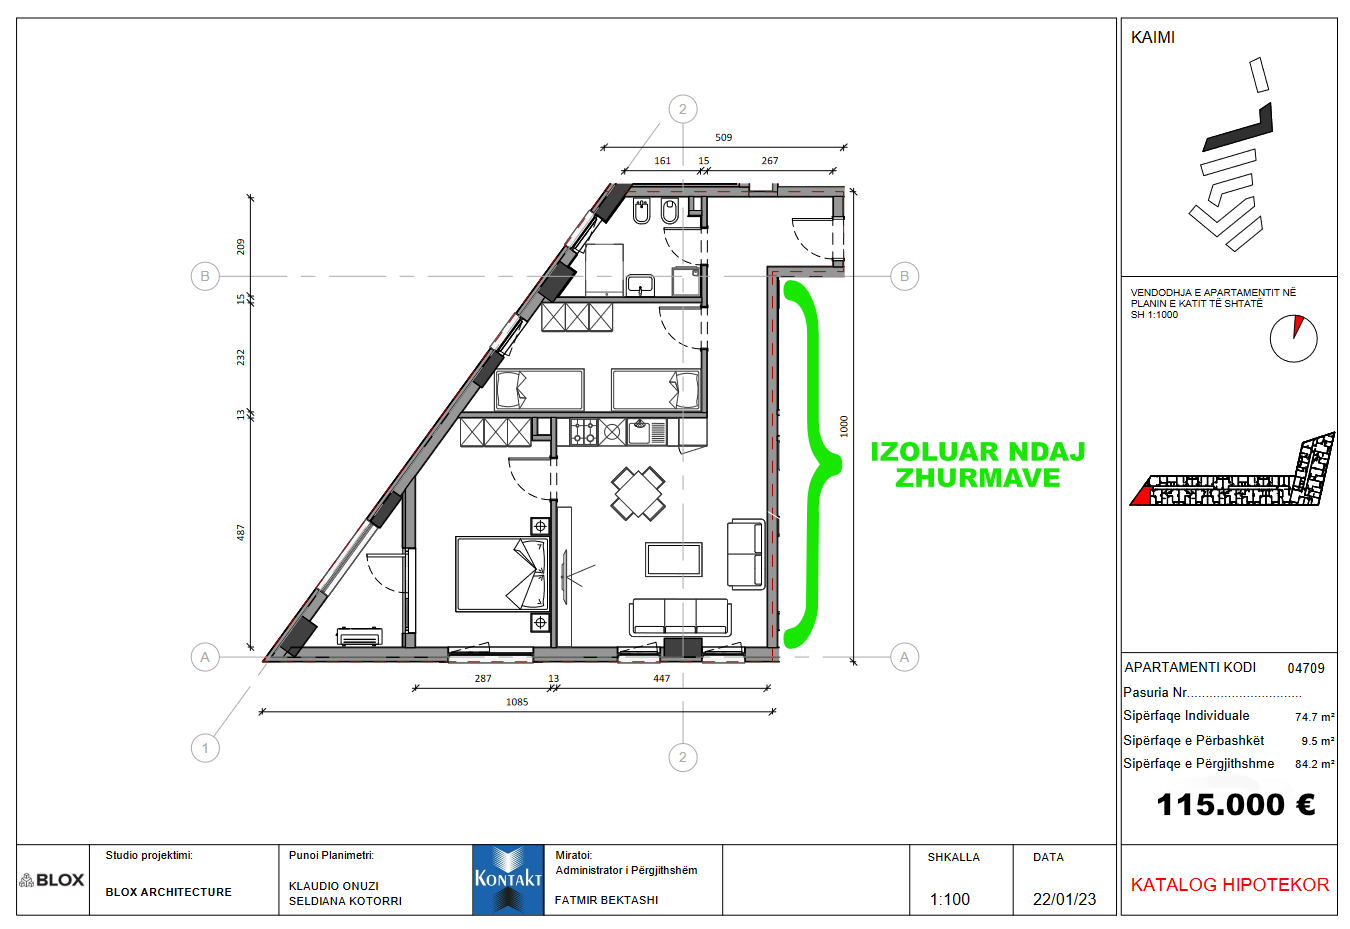 KAIMI
2
509
161 15 267
209
B
B
15
232
13
1000
IZOLUAR NDAJ
ZHURMAVE
487
A
A
287 13 447
1085
1
2
VENDODHJA E APARTAMENTIT NË
PLANIN E KATIT TË SHTATË
SH 1:1000
APARTAMENTI KODI 04709
Pasuria Nr..............................
Sipërfaqe Individuale 74.7 m²
Sipërfaqe e Përbashkët 9.5 m²
Sipërfaqe e Përgjithshme 84.2 m²
115.000 €
BLOX
Studio projektimi:
BLOX ARCHITECTURE
Punoi Planimetri:
KLAUDIO ONUZI
SELDIANA KOTORRI
KONTAKT
Miratoi:
Administrator i Përgjithshëm
FATMIR BEKTASHI
SHKALLA
1:100
DATA
22/01/23
KATALOG HIPOTEKOR